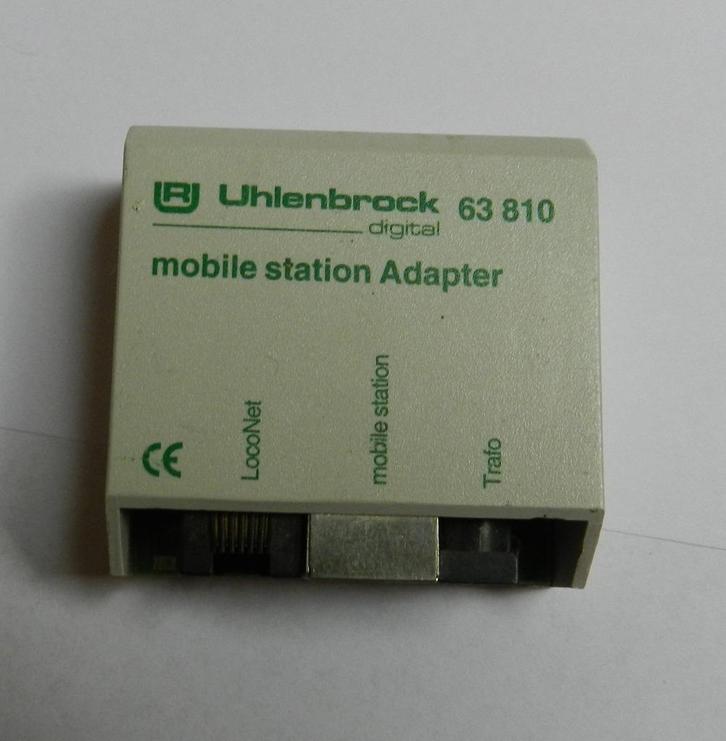 Uhlenbrock 63 810
digital
mobile station Adapter
CE
LocoNet
mobile station
Trafo